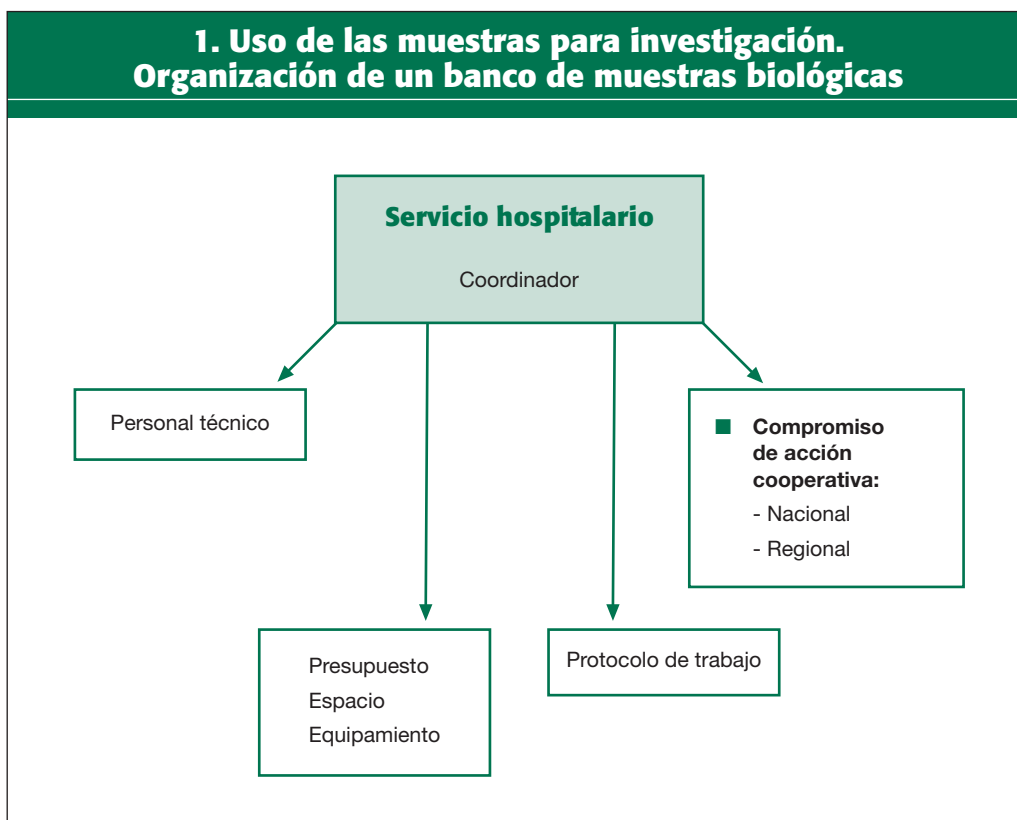 1. Uso de las muestras para investigación.
Organización de un banco de muestras biológicas
Servicio hospitalario
Coordinador
Personal técnico
■ Compromiso
de acción
cooperativa:
- Nacional
- Regional
Presupuesto
Espacio
Equipamiento
Protocolo de trabajo